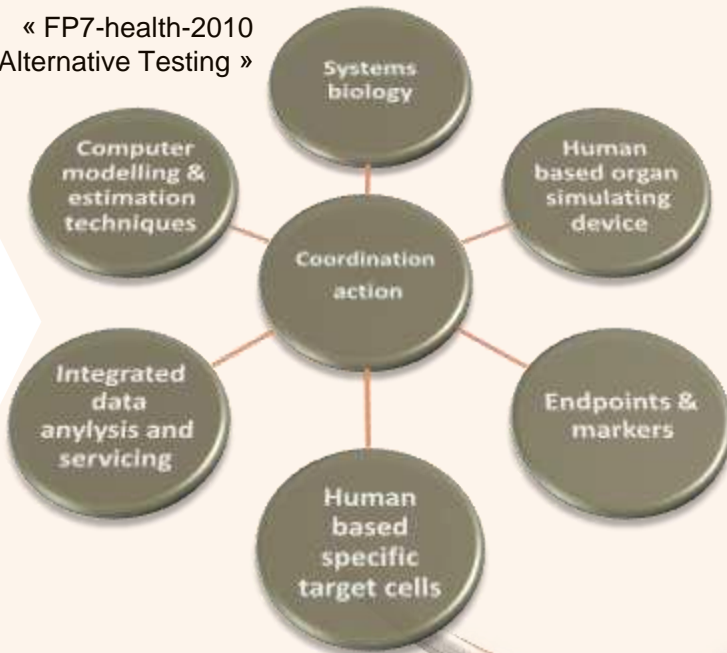 « FP7-health-2010
Alternative Testing »
Systems
biology
Computer
modelling &
estimation
techniques
Human
based organ
simulating
device
Coordination
action
Integrated
data
anylysis and
servicing
Endpoints &
markers
Human
based
specific
target cells